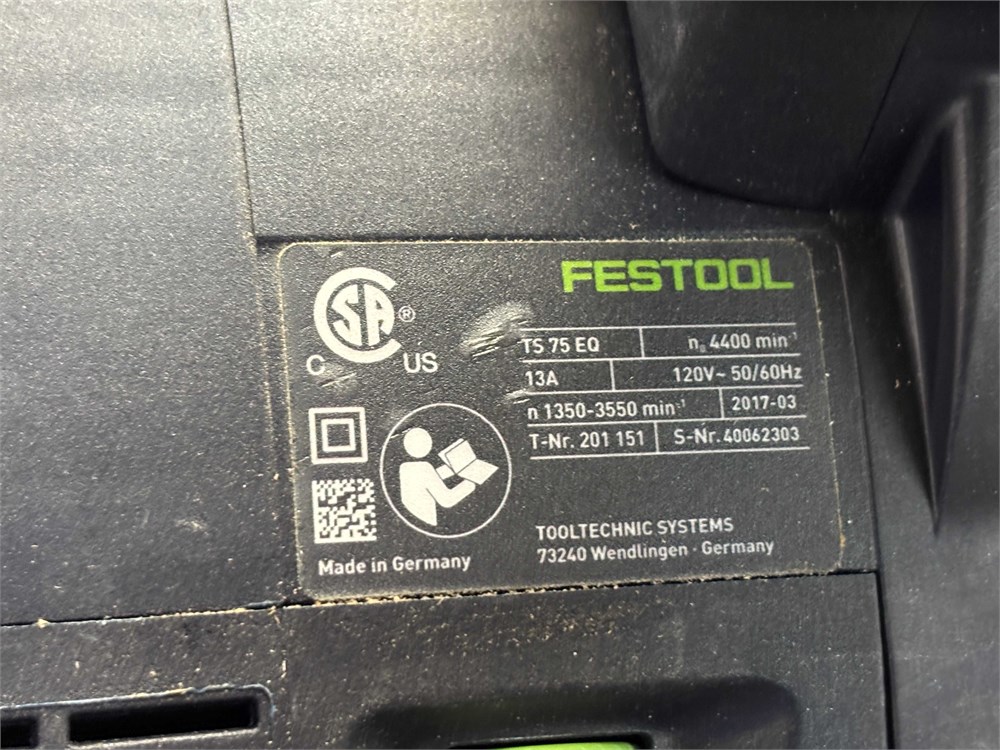 FESTOOL
CSA®
C US
TS 75 EQ n₀ 4400 min⁻¹
13A 120V~ 50/60Hz
n 1350-3550 min⁻¹ 2017-03
T-Nr. 201 151 S-Nr. 40062303
TOOLTECHNIC SYSTEMS
73240 Wendlingen · Germany
Made in Germany